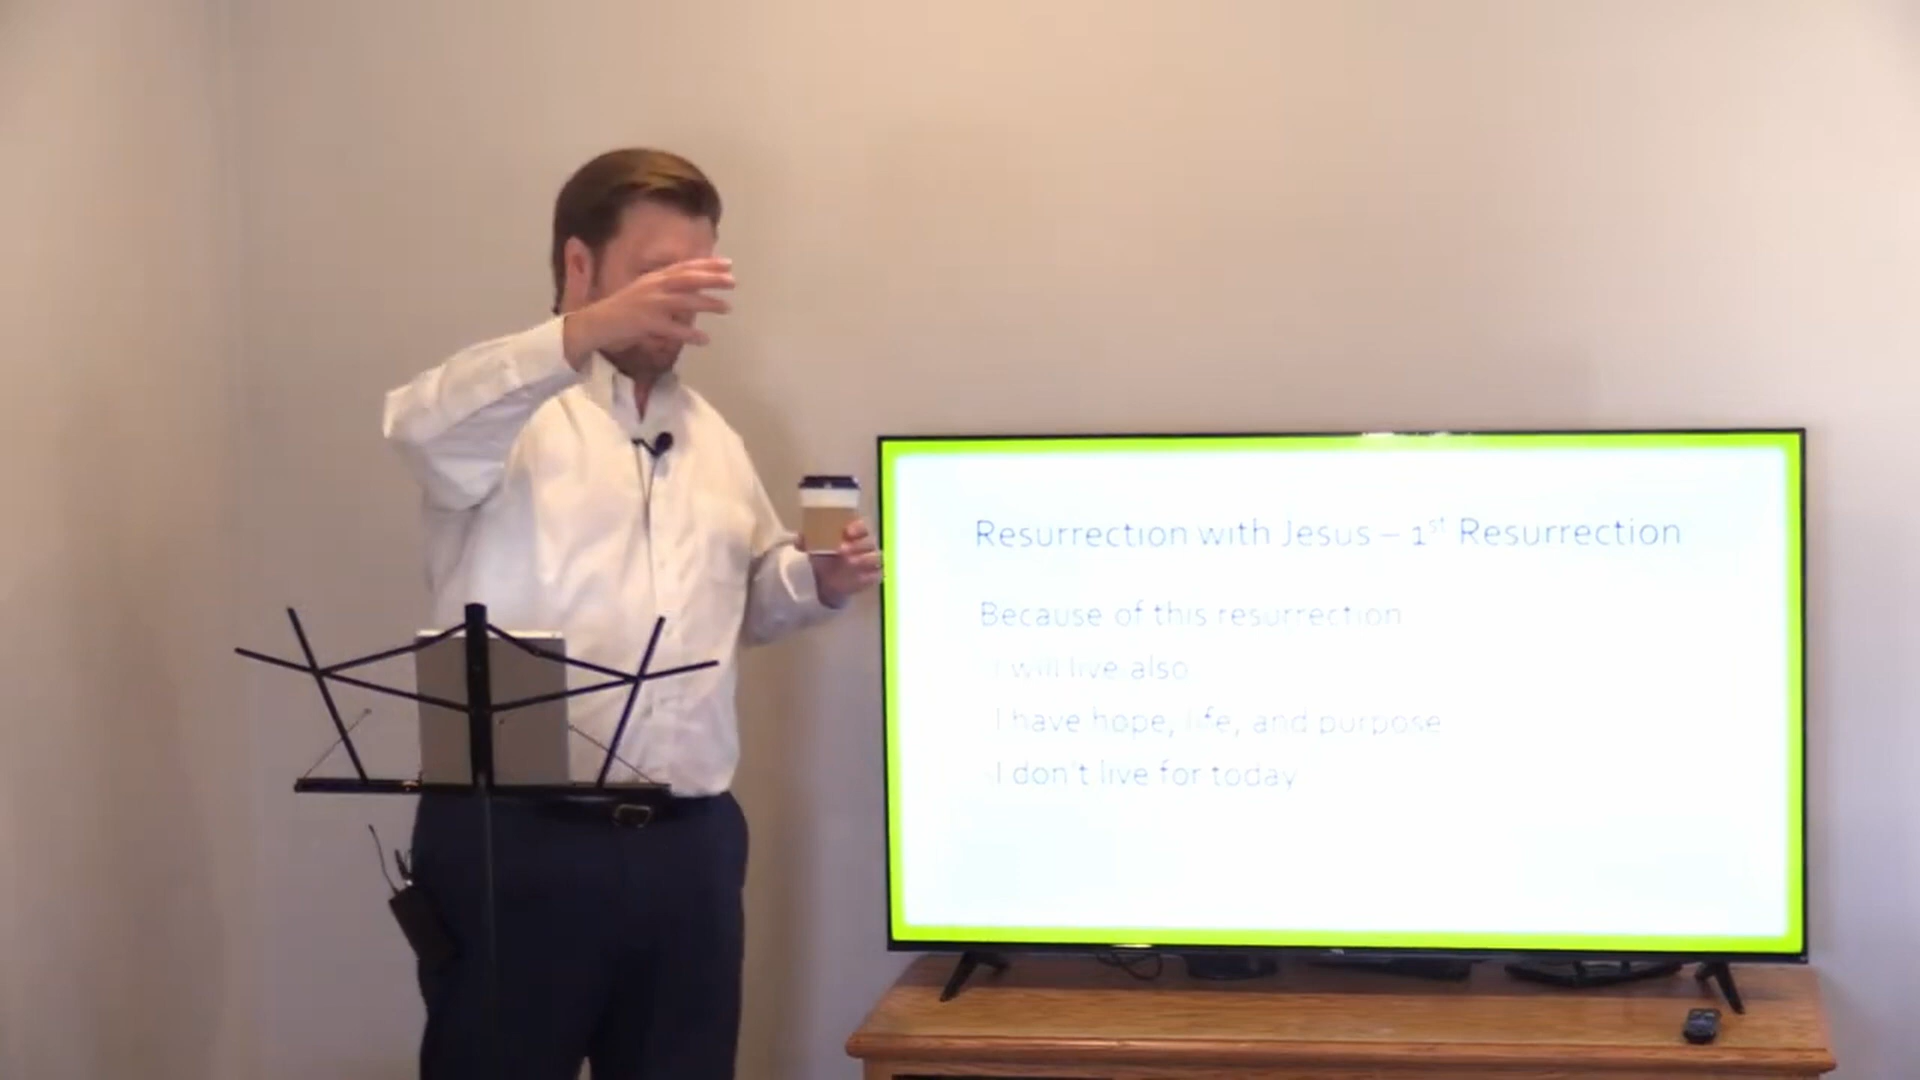 Resurrection with Jesus – 1st Resurrection
Because of this resurrection
I will live also
I have hope, life, and purpose
I don't live for today